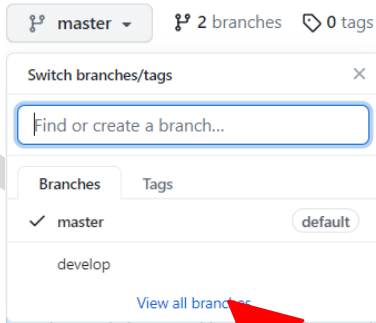 master 2 branches 0 tags
Switch branches/tags
Find or create a branch...
Branches Tags
master default
develop
View all branches